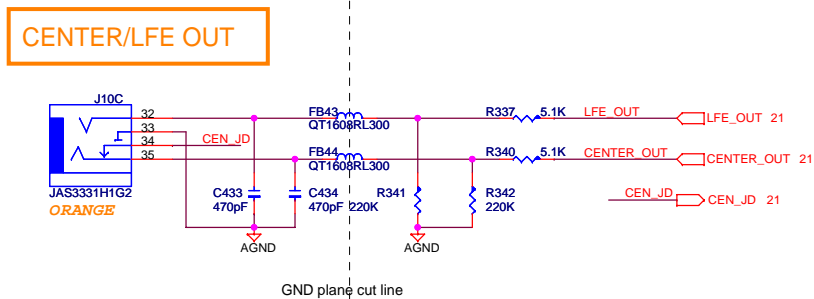 CENTER/LFE OUT
J10C
32
33
34
35
CEN_JD
JAS3331H1G2
ORANGE
FB43
QT1608RL300
FB44
QT1608RL300
R337 5.1K LFE_OUT
LFE_OUT 21
R340 5.1K CENTER_OUT
CENTER_OUT 21
CEN_JD
CEN_JD 21
C433
470pF
C434
470pF
R341
220K
R342
220K
AGND
AGND
GND plane cut line